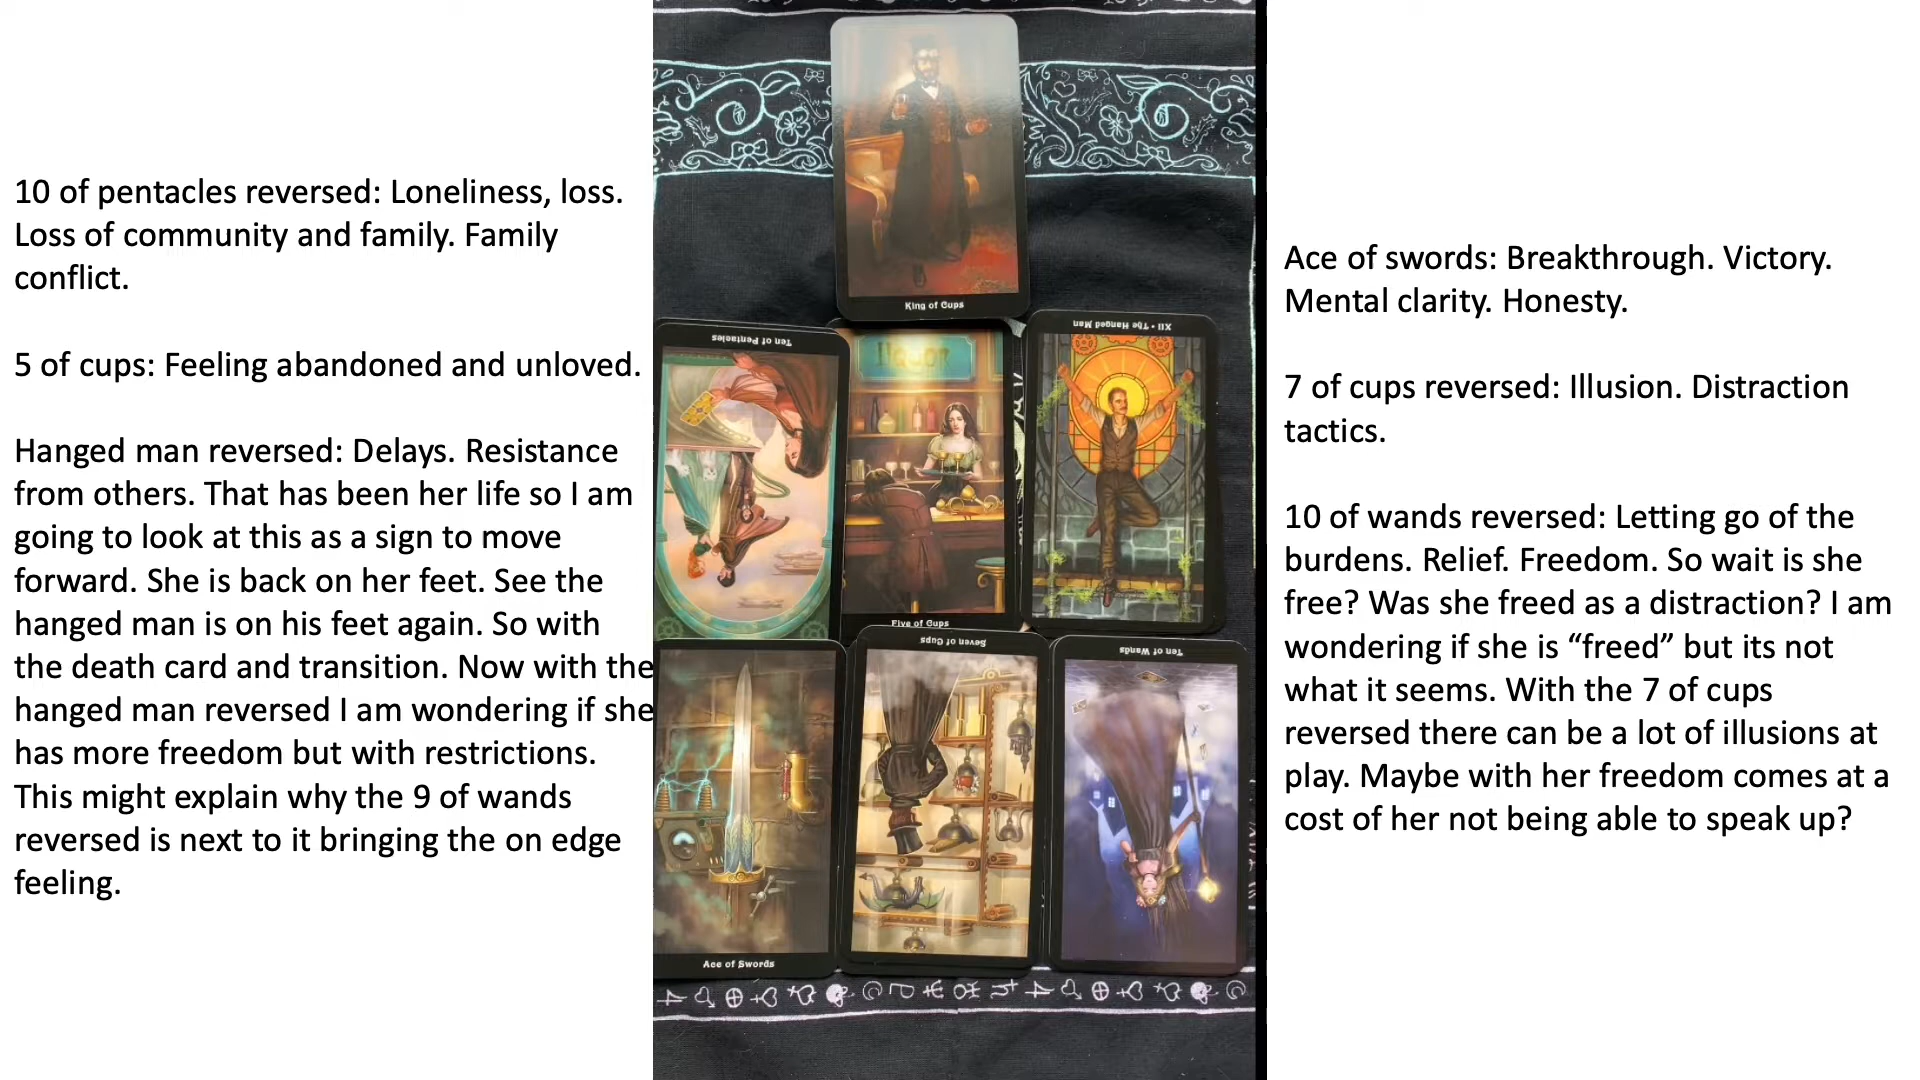 10 of pentacles reversed: Loneliness, loss.
Loss of community and family. Family
conflict.
5 of cups: Feeling abandoned and unloved.
Hanged man reversed: Delays. Resistance
from others. That has been her life so I am
going to look at this as a sign to move
forward. She is back on her feet. See the
hanged man is on his feet again. So with
the death card and transition. Now with the
hanged man reversed I am wondering if she
has more freedom but with restrictions.
This might explain why the 9 of wands
reversed is next to it bringing the on edge
feeling.
King of Cups
Ten of Pentacles
Liquor
Five of Cups
XII • The Hanged Man
Ace of Swords
Seven of Cups
Ten of Wands
Ace of swords: Breakthrough. Victory.
Mental clarity. Honesty.
7 of cups reversed: Illusion. Distraction
tactics.
10 of wands reversed: Letting go of the
burdens. Relief. Freedom. So wait is she
free? Was she freed as a distraction? I am
wondering if she is “freed” but its not
what it seems. With the 7 of cups
reversed there can be a lot of illusions at
play. Maybe with her freedom comes at a
cost of her not being able to speak up?